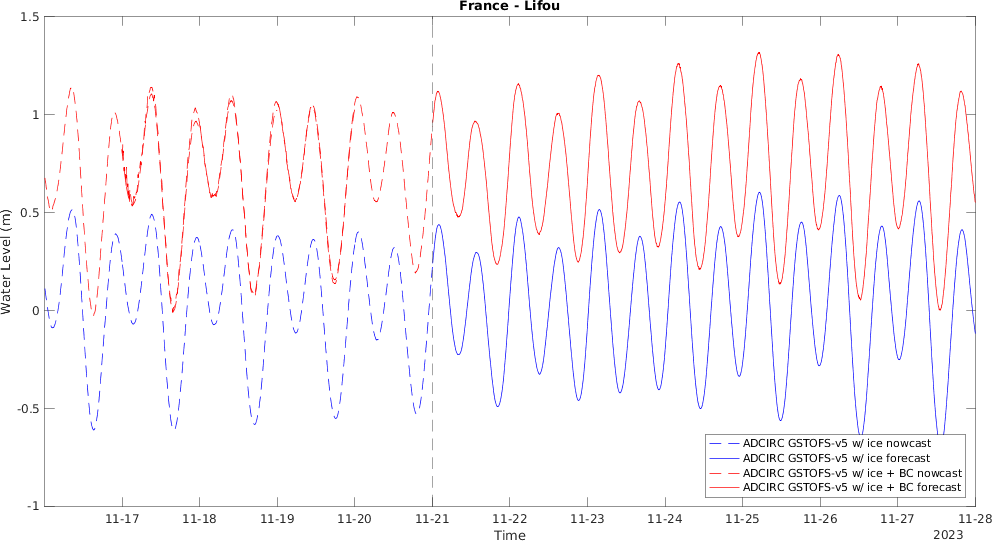 France - Lifou
1.5
1
0.5
0
-0.5
-1
Water Level (m)
11-17 11-18 11-19 11-20 11-21 11-22 11-23 11-24 11-25 11-26 11-27 11-28
Time
2023
ADCIRC GSTOFS-v5 w/ ice nowcast
ADCIRC GSTOFS-v5 w/ ice forecast
ADCIRC GSTOFS-v5 w/ ice + BC nowcast
ADCIRC GSTOFS-v5 w/ ice + BC forecast